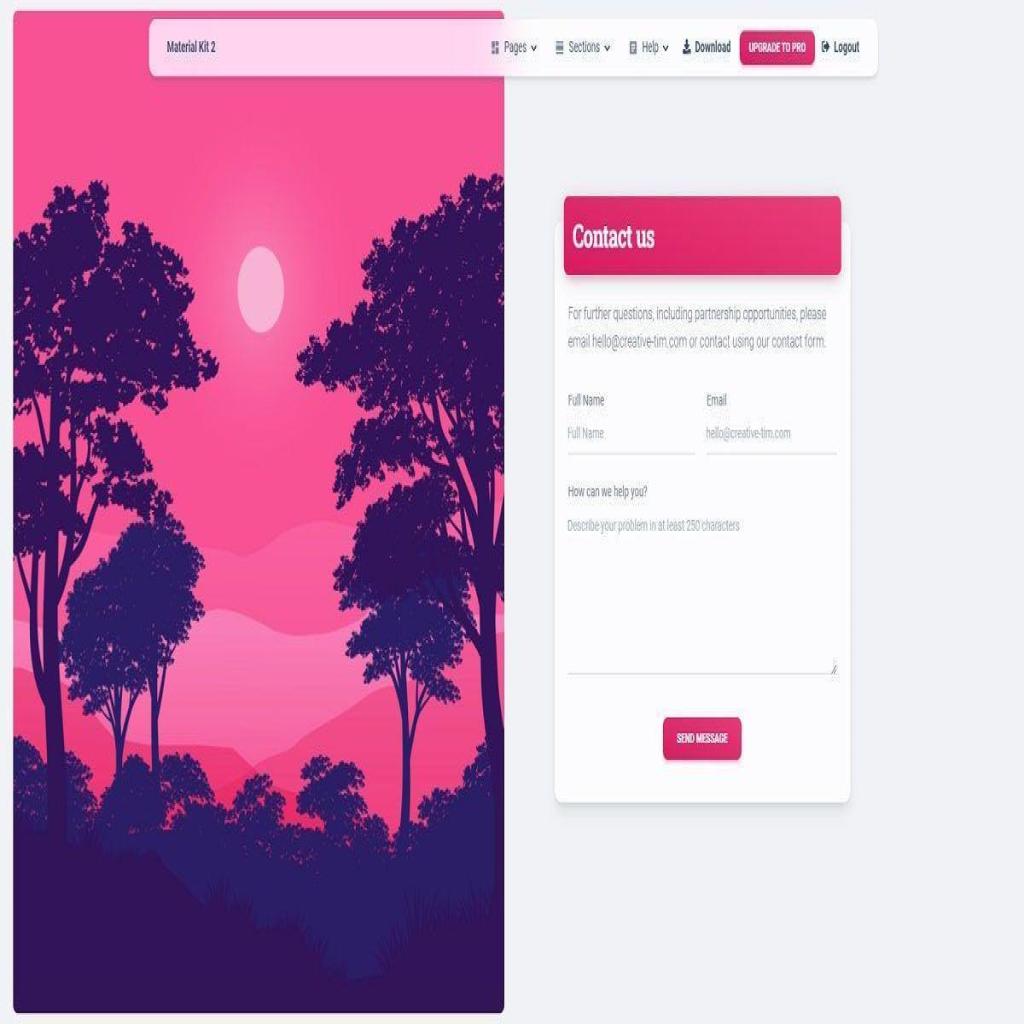 Material Kit 2
Pages
Sections
Help
Download
UPGRADE TO PRO
Logout
Contact us
For further questions, including partnership opportunities, please
email hello@creative-tim.com or contact using our contact form.
Full Name
Email
Full Name
hello@creative-tim.com
How can we help you?
Describe your problem in at least 250 characters
SEND MESSAGE